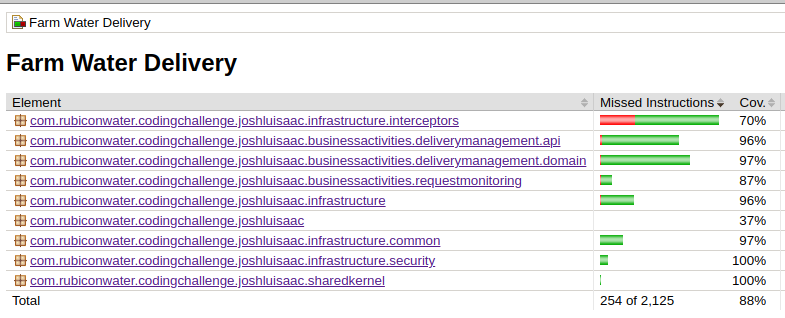 Farm Water Delivery
Farm Water Delivery
Element Missed Instructions Cov.
com.rubiconwater.codingchallenge.joshluisaac.infrastructure.interceptors 70%
com.rubiconwater.codingchallenge.joshluisaac.businessactivities.deliverymanagement.api 96%
com.rubiconwater.codingchallenge.joshluisaac.businessactivities.deliverymanagement.domain 97%
com.rubiconwater.codingchallenge.joshluisaac.businessactivities.requestmonitoring 87%
com.rubiconwater.codingchallenge.joshluisaac.infrastructure 96%
com.rubiconwater.codingchallenge.joshluisaac 37%
com.rubiconwater.codingchallenge.joshluisaac.infrastructure.common 97%
com.rubiconwater.codingchallenge.joshluisaac.infrastructure.security 100%
com.rubiconwater.codingchallenge.joshluisaac.sharedkernel 100%
Total 254 of 2,125 88%